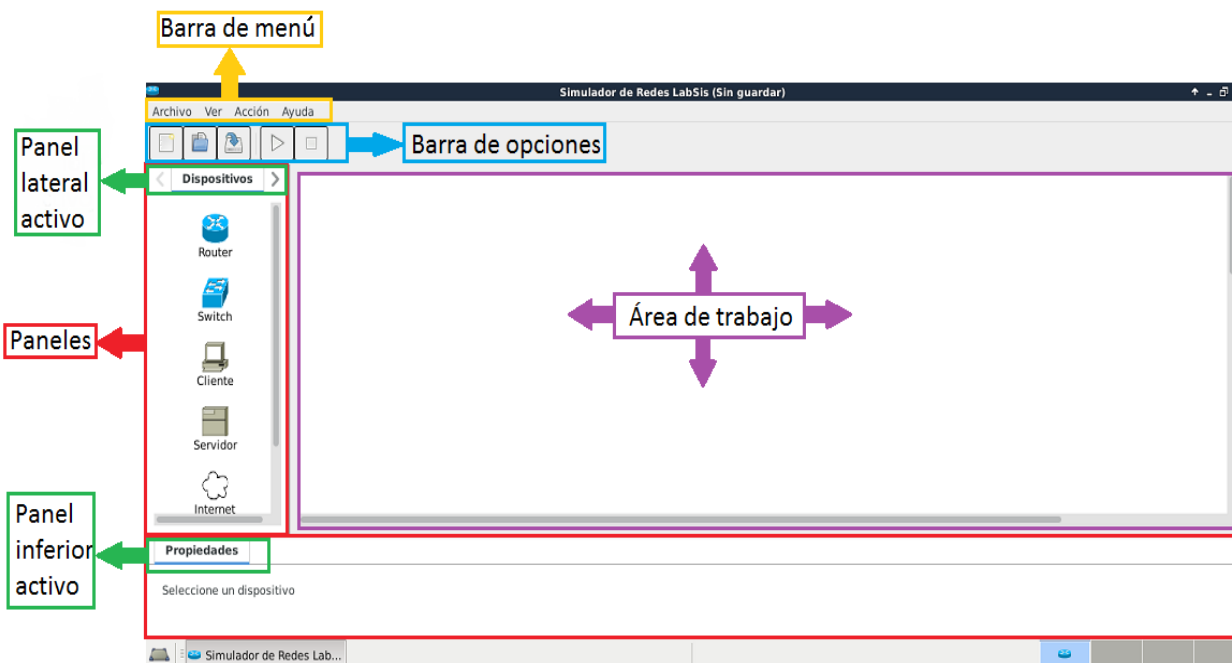 Barra de menú
Simulador de Redes LabSis (Sin guardar)
Archivo Ver Acción Ayuda
Barra de opciones
Panel
lateral
activo
Dispositivos
Router
Switch
Área de trabajo
Paneles
Cliente
Servidor
Internet
Panel
inferior
activo
Propiedades
Seleccione un dispositivo
Simulador de Redes Lab...